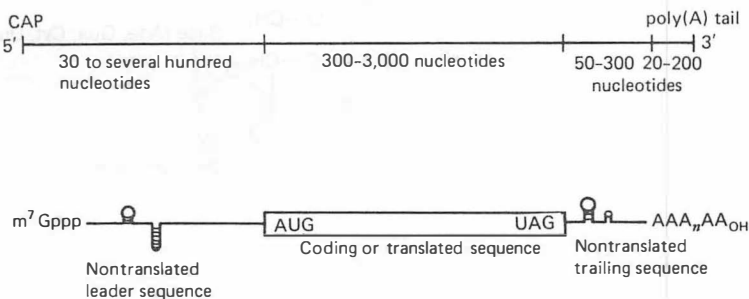 CAP
poly(A) tail
5′
3′
30 to several hundred
nucleotides
300–3,000 nucleotides
50–300
20–200
nucleotides
m⁷ Gppp
AUG
UAG
AAAₙAA_OH
Coding or translated sequence
Nontranslated
leader sequence
Nontranslated
trailing sequence